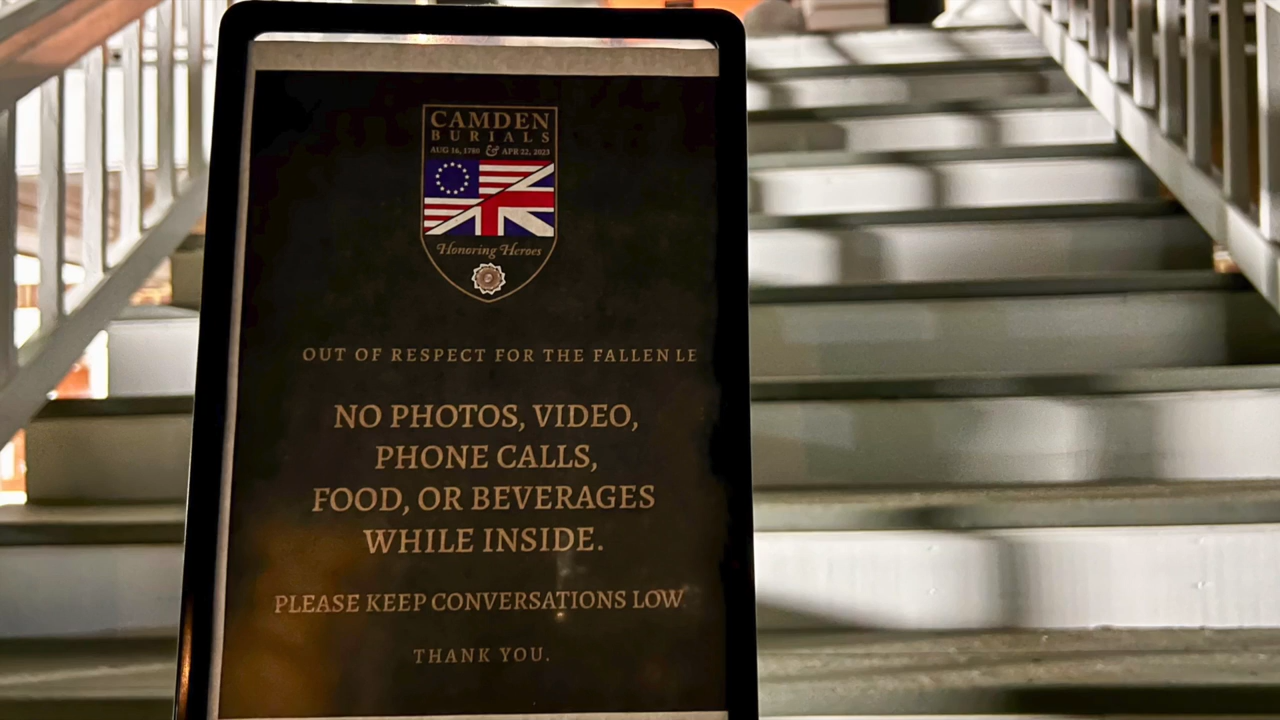 CAMDEN
BURIALS
AUG 16, 1780 & APR 22, 2023
Honoring Heroes
OUT OF RESPECT FOR THE FALLEN LE
NO PHOTOS, VIDEO,
PHONE CALLS,
FOOD, OR BEVERAGES
WHILE INSIDE.
PLEASE KEEP CONVERSATIONS LOW
THANK YOU.